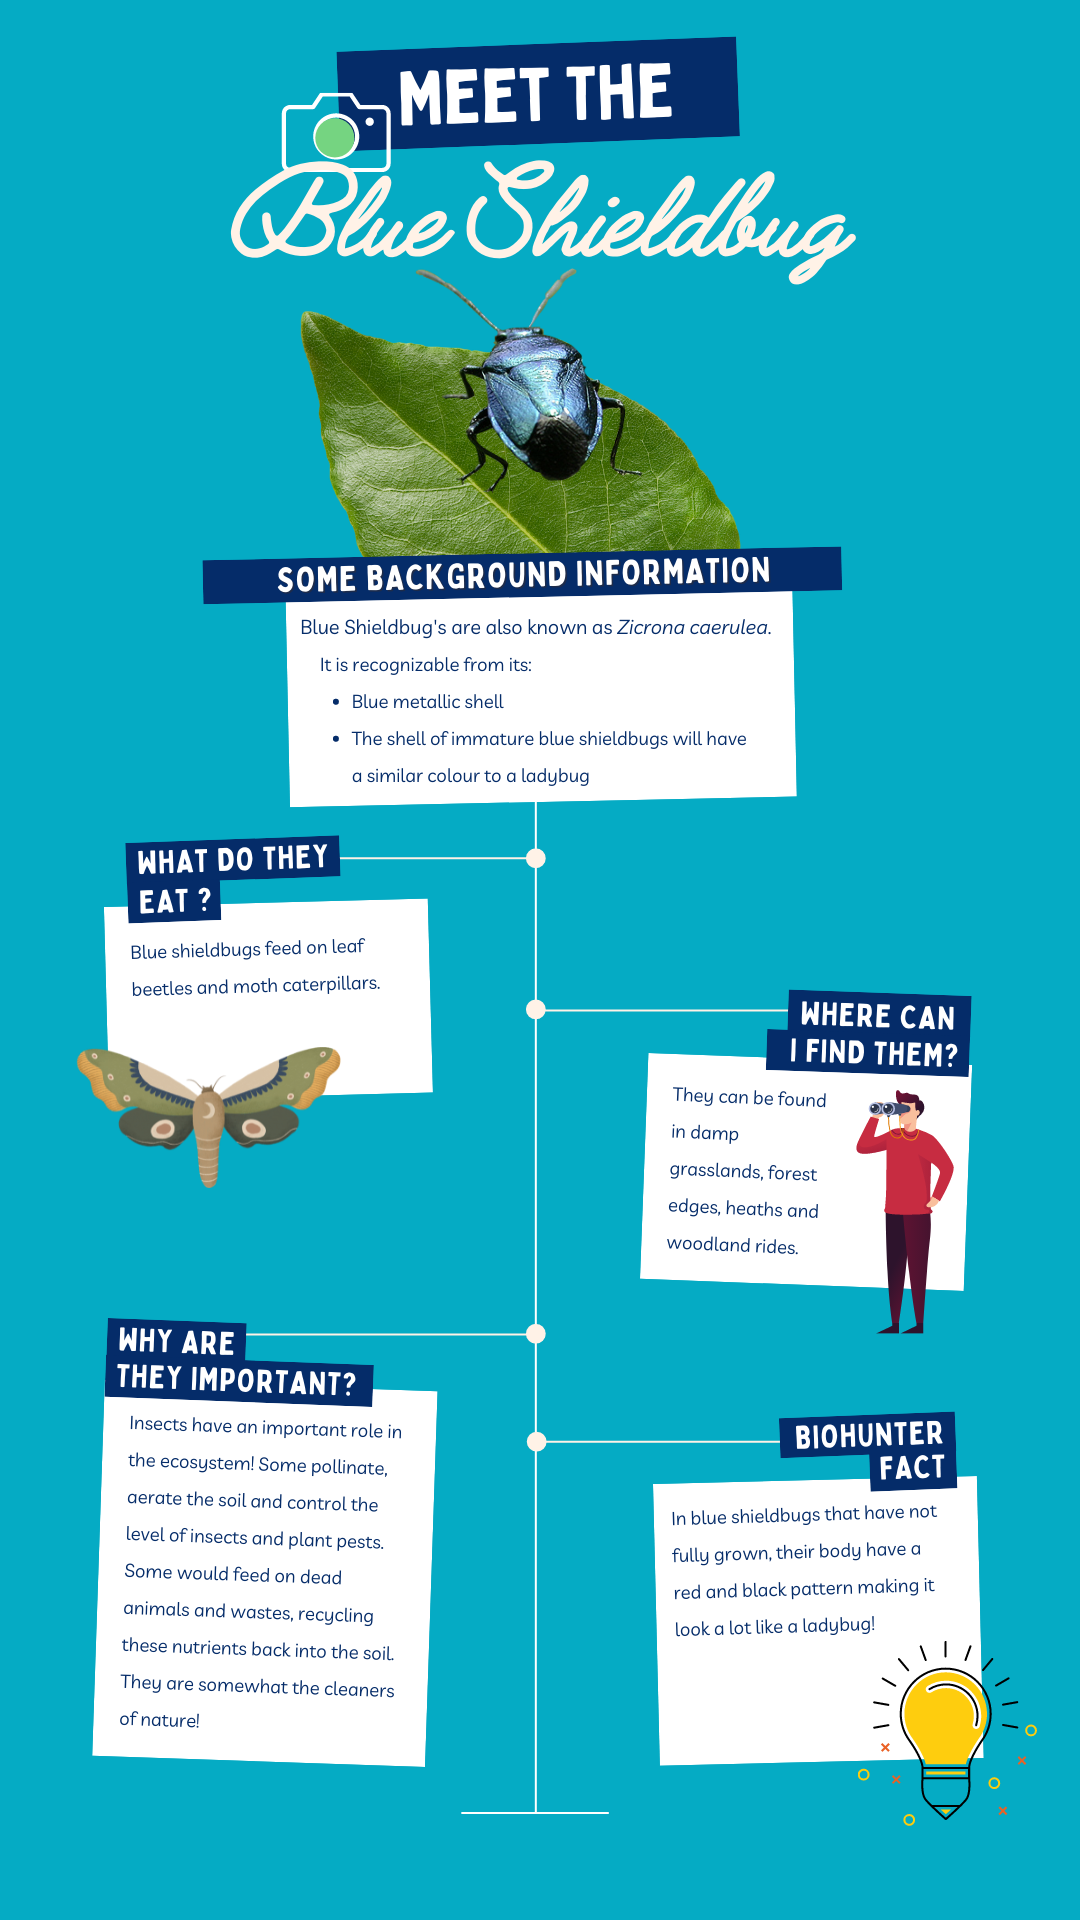 MEET THE
Blue Shieldbug
SOME BACKGROUND INFORMATION
Blue Shieldbug's are also known as Zicrona caerulea.
It is recognizable from its:
• Blue metallic shell
• The shell of immature blue shieldbugs will have
a similar colour to a ladybug
WHAT DO THEY
EAT ?
Blue shieldbugs feed on leaf
beetles and moth caterpillars.
WHERE CAN
I FIND THEM?
They can be found
in damp
grasslands, forest
edges, heaths and
woodland rides.
WHY ARE
THEY IMPORTANT?
Insects have an important role in
the ecosystem! Some pollinate,
aerate the soil and control the
level of insects and plant pests.
Some would feed on dead
animals and wastes, recycling
these nutrients back into the soil.
They are somewhat the cleaners
of nature!
BIOHUNTER
FACT
In blue shieldbugs that have not
fully grown, their body have a
red and black pattern making it
look a lot like a ladybug!